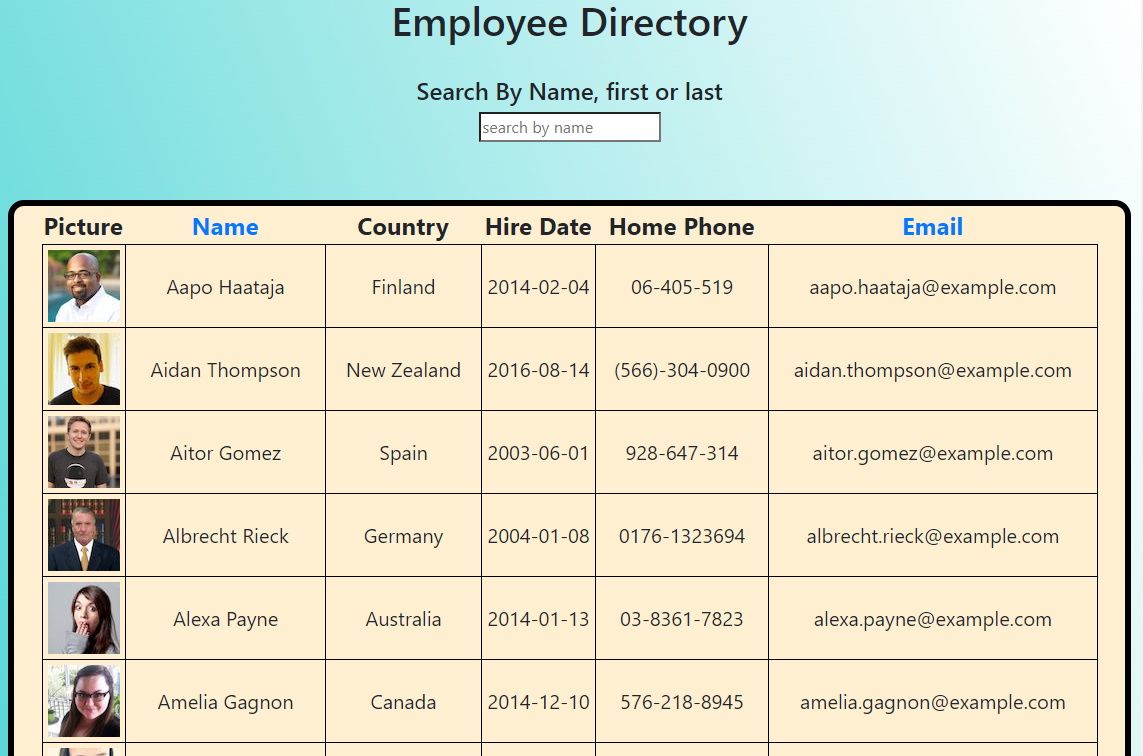 Employee Directory
Search By Name, first or last
search by name
Picture Name Country Hire Date Home Phone Email
Aapo Haataja Finland 2014-02-04 06-405-519 aapo.haataja@example.com
Aidan Thompson New Zealand 2016-08-14 (566)-304-0900 aidan.thompson@example.com
Aitor Gomez Spain 2003-06-01 928-647-314 aitor.gomez@example.com
Albrecht Rieck Germany 2004-01-08 0176-1323694 albrecht.rieck@example.com
Alexa Payne Australia 2014-01-13 03-8361-7823 alexa.payne@example.com
Amelia Gagnon Canada 2014-12-10 576-218-8945 amelia.gagnon@example.com